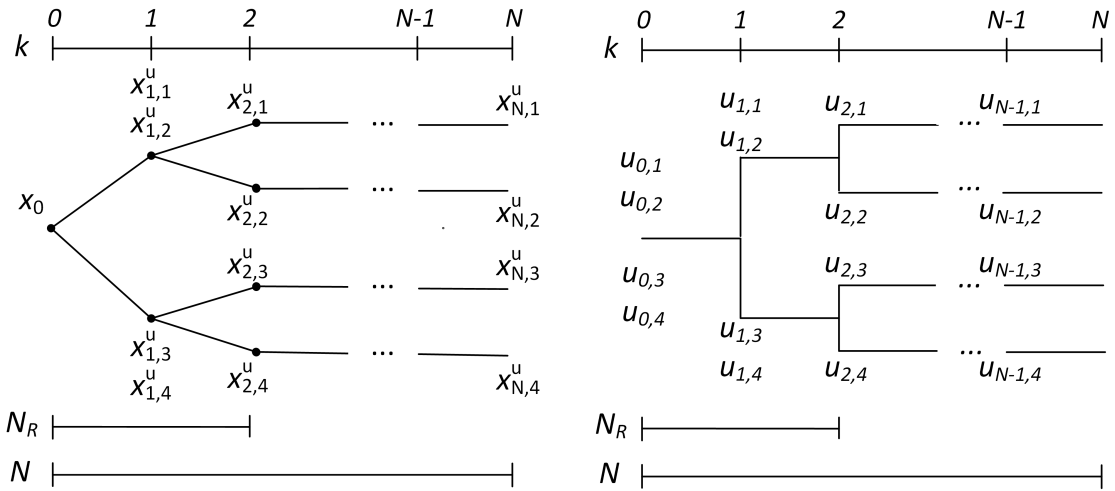 0 1 2 N-1 N
k
x^u_{1,1}
x^u_{1,2}
x^u_{2,1}
...
x^u_{N,1}
x_0
x^u_{2,2}
...
x^u_{N,2}
x^u_{2,3}
...
x^u_{N,3}
x^u_{1,3}
x^u_{1,4}
x^u_{2,4}
...
x^u_{N,4}
N_R
N
0 1 2 N-1 N
k
u_{1,1}
u_{1,2}
u_{2,1}
...
u_{N-1,1}
u_{0,1}
u_{0,2}
u_{2,2}
...
u_{N-1,2}
u_{0,3}
u_{0,4}
u_{2,3}
...
u_{N-1,3}
u_{1,3}
u_{1,4}
u_{2,4}
...
u_{N-1,4}
N_R
N